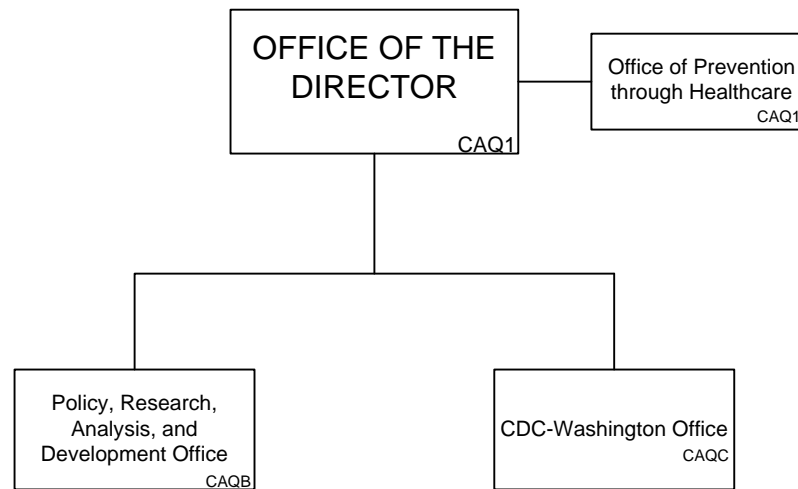 OFFICE OF THE
DIRECTOR
CAQ1
Office of Prevention
through Healthcare
CAQ1
Policy, Research,
Analysis, and
Development Office
CAQB
CDC-Washington Office
CAQC